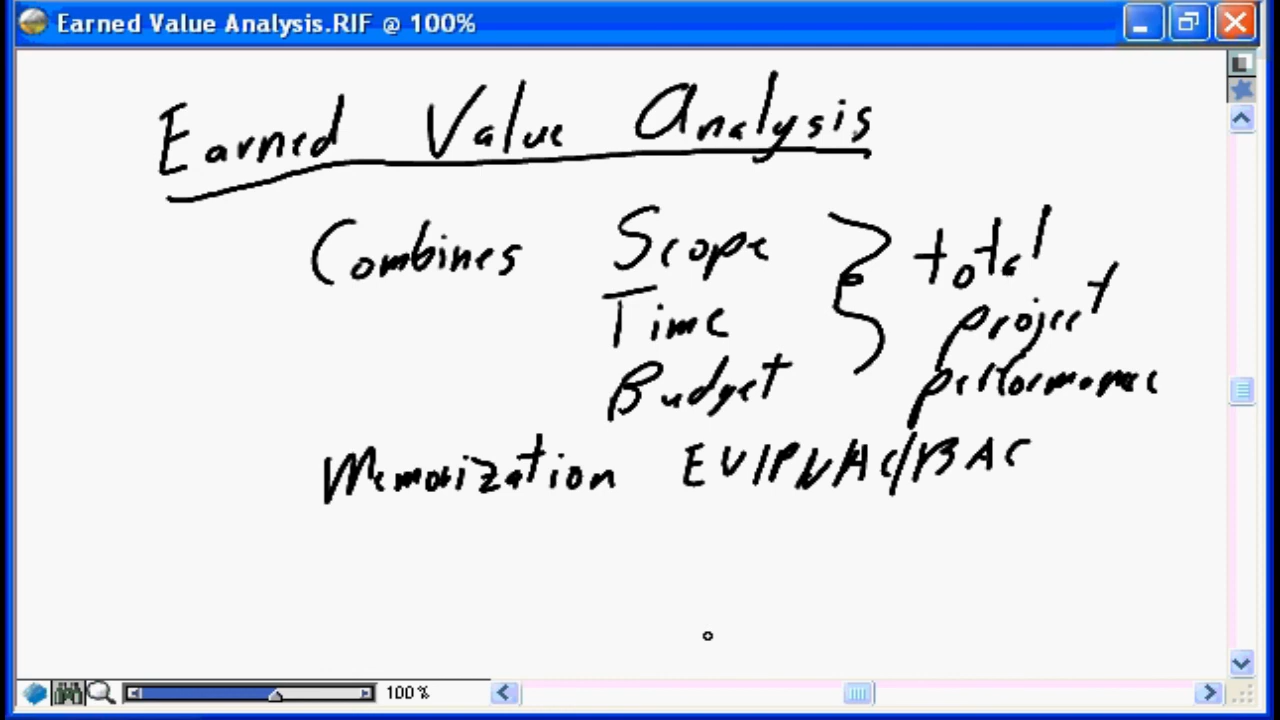 Earned Value Analysis.RIF @ 100%
Earned Value Analysis
Combines Scope total
Time project
Budget performance
Memorization EV/PV/AC/BAC
100%